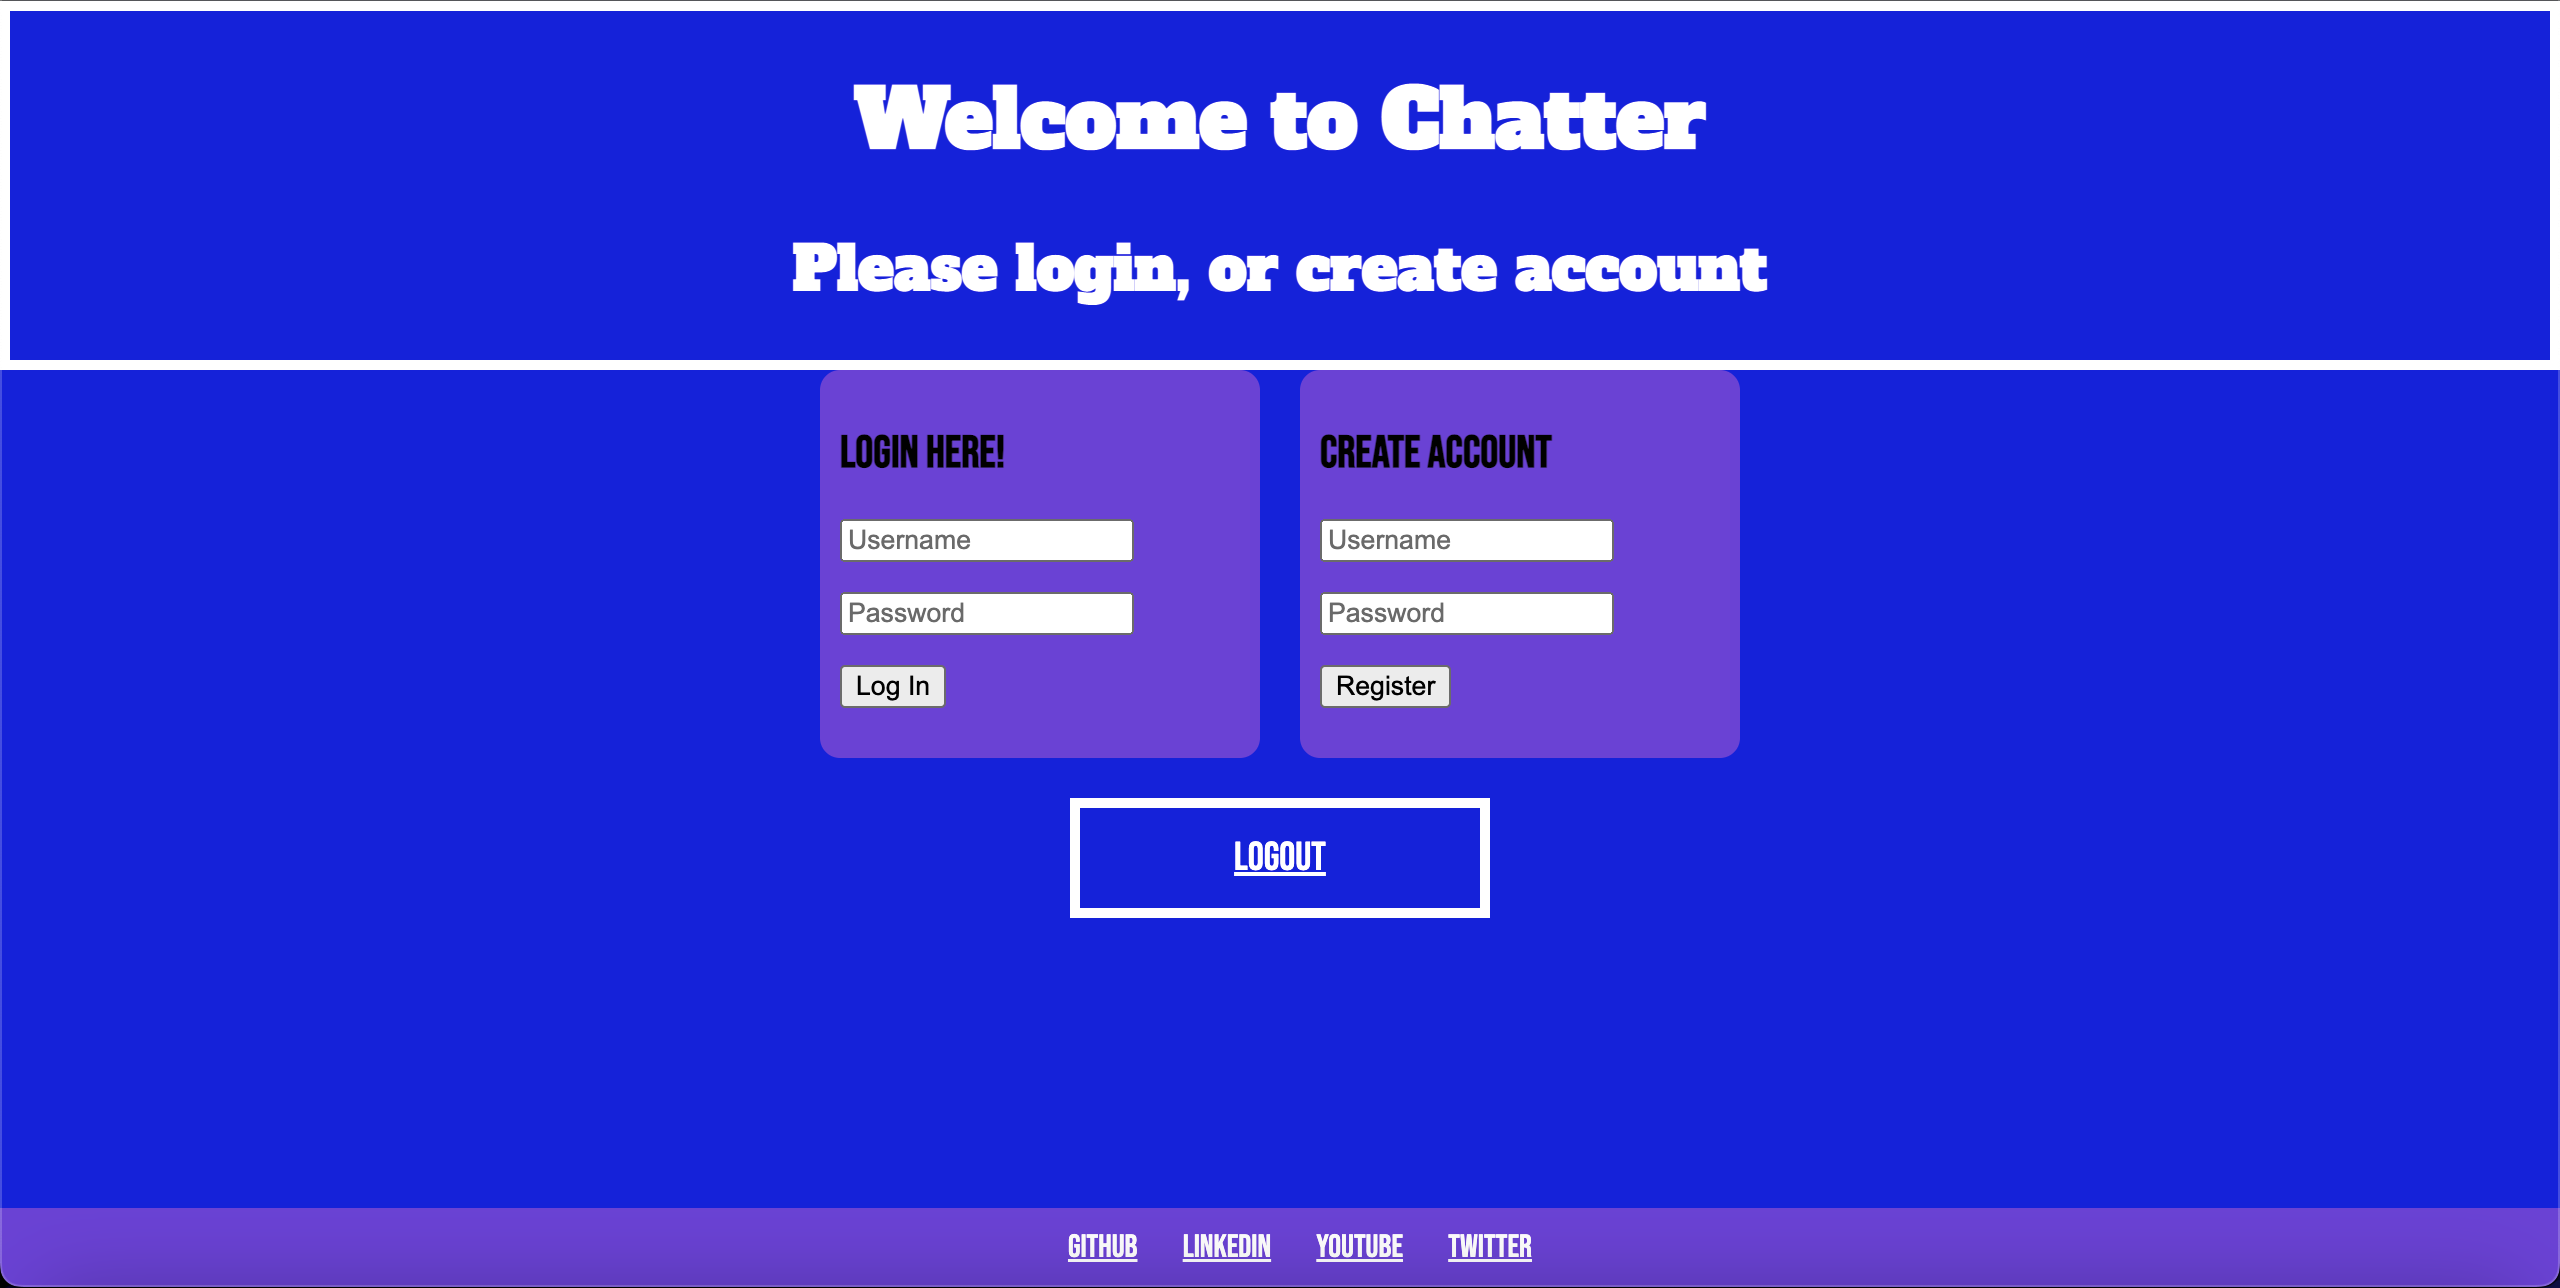 Welcome to Chatter
Please login, or create account
LOGIN HERE!
Username
Password
Log In
CREATE ACCOUNT
Username
Password
Register
LOGOUT
GITHUB LINKEDIN YOUTUBE TWITTER